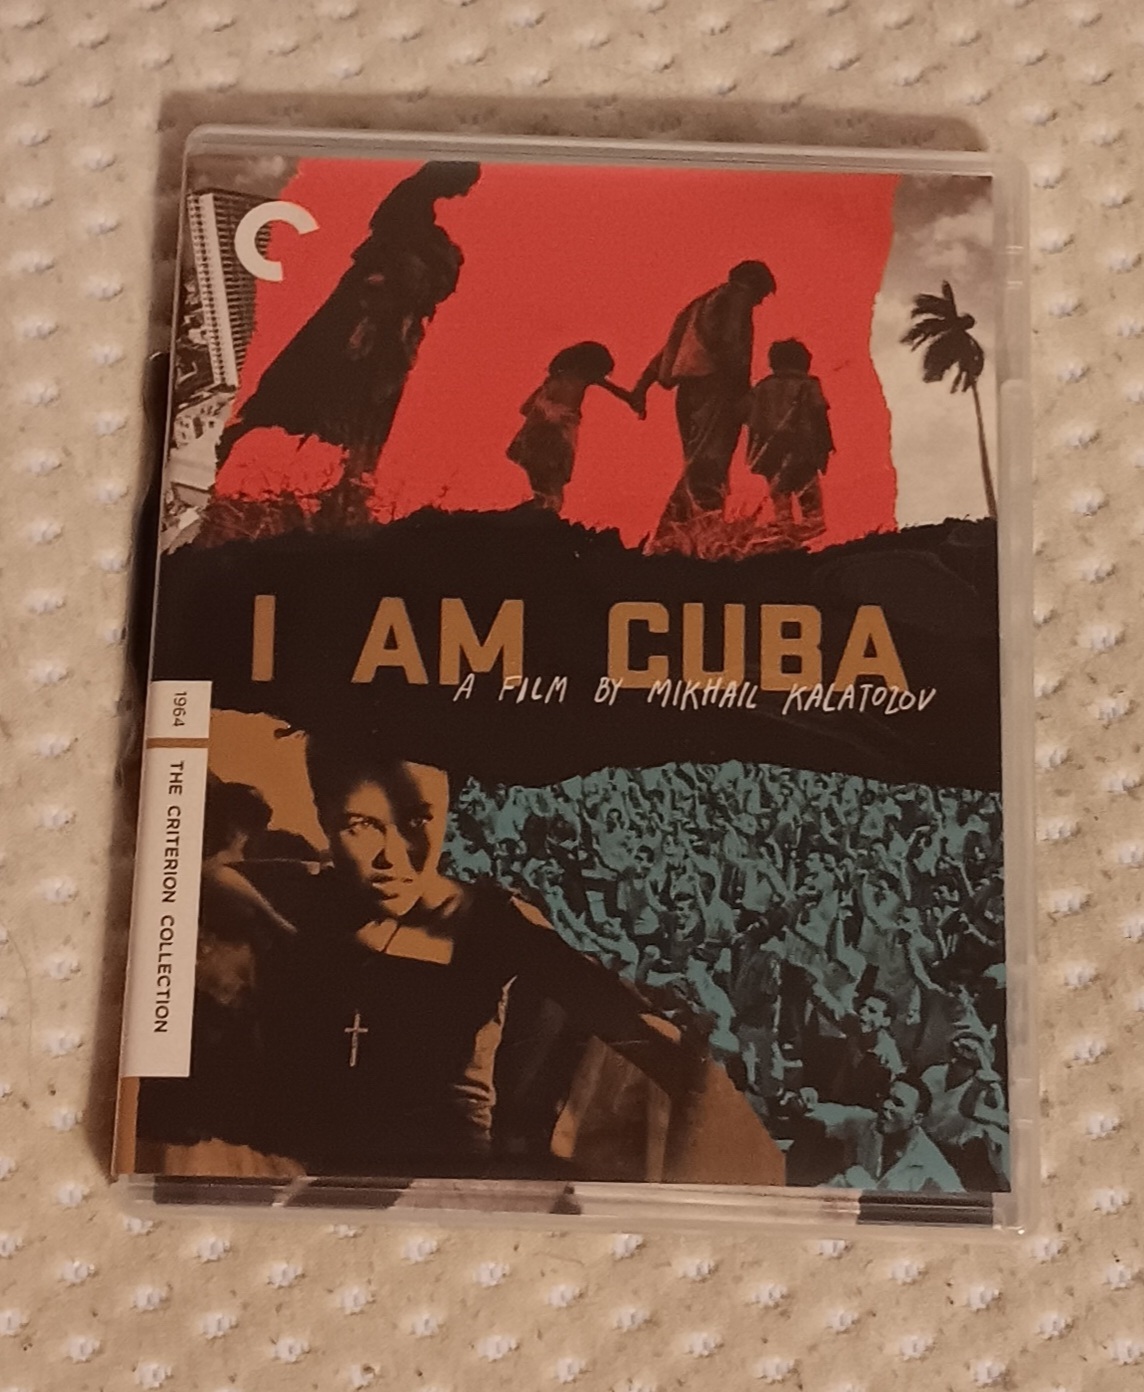 I AM CUBA
A FILM BY MIKHAIL KALATOZOV
1964
THE CRITERION COLLECTION